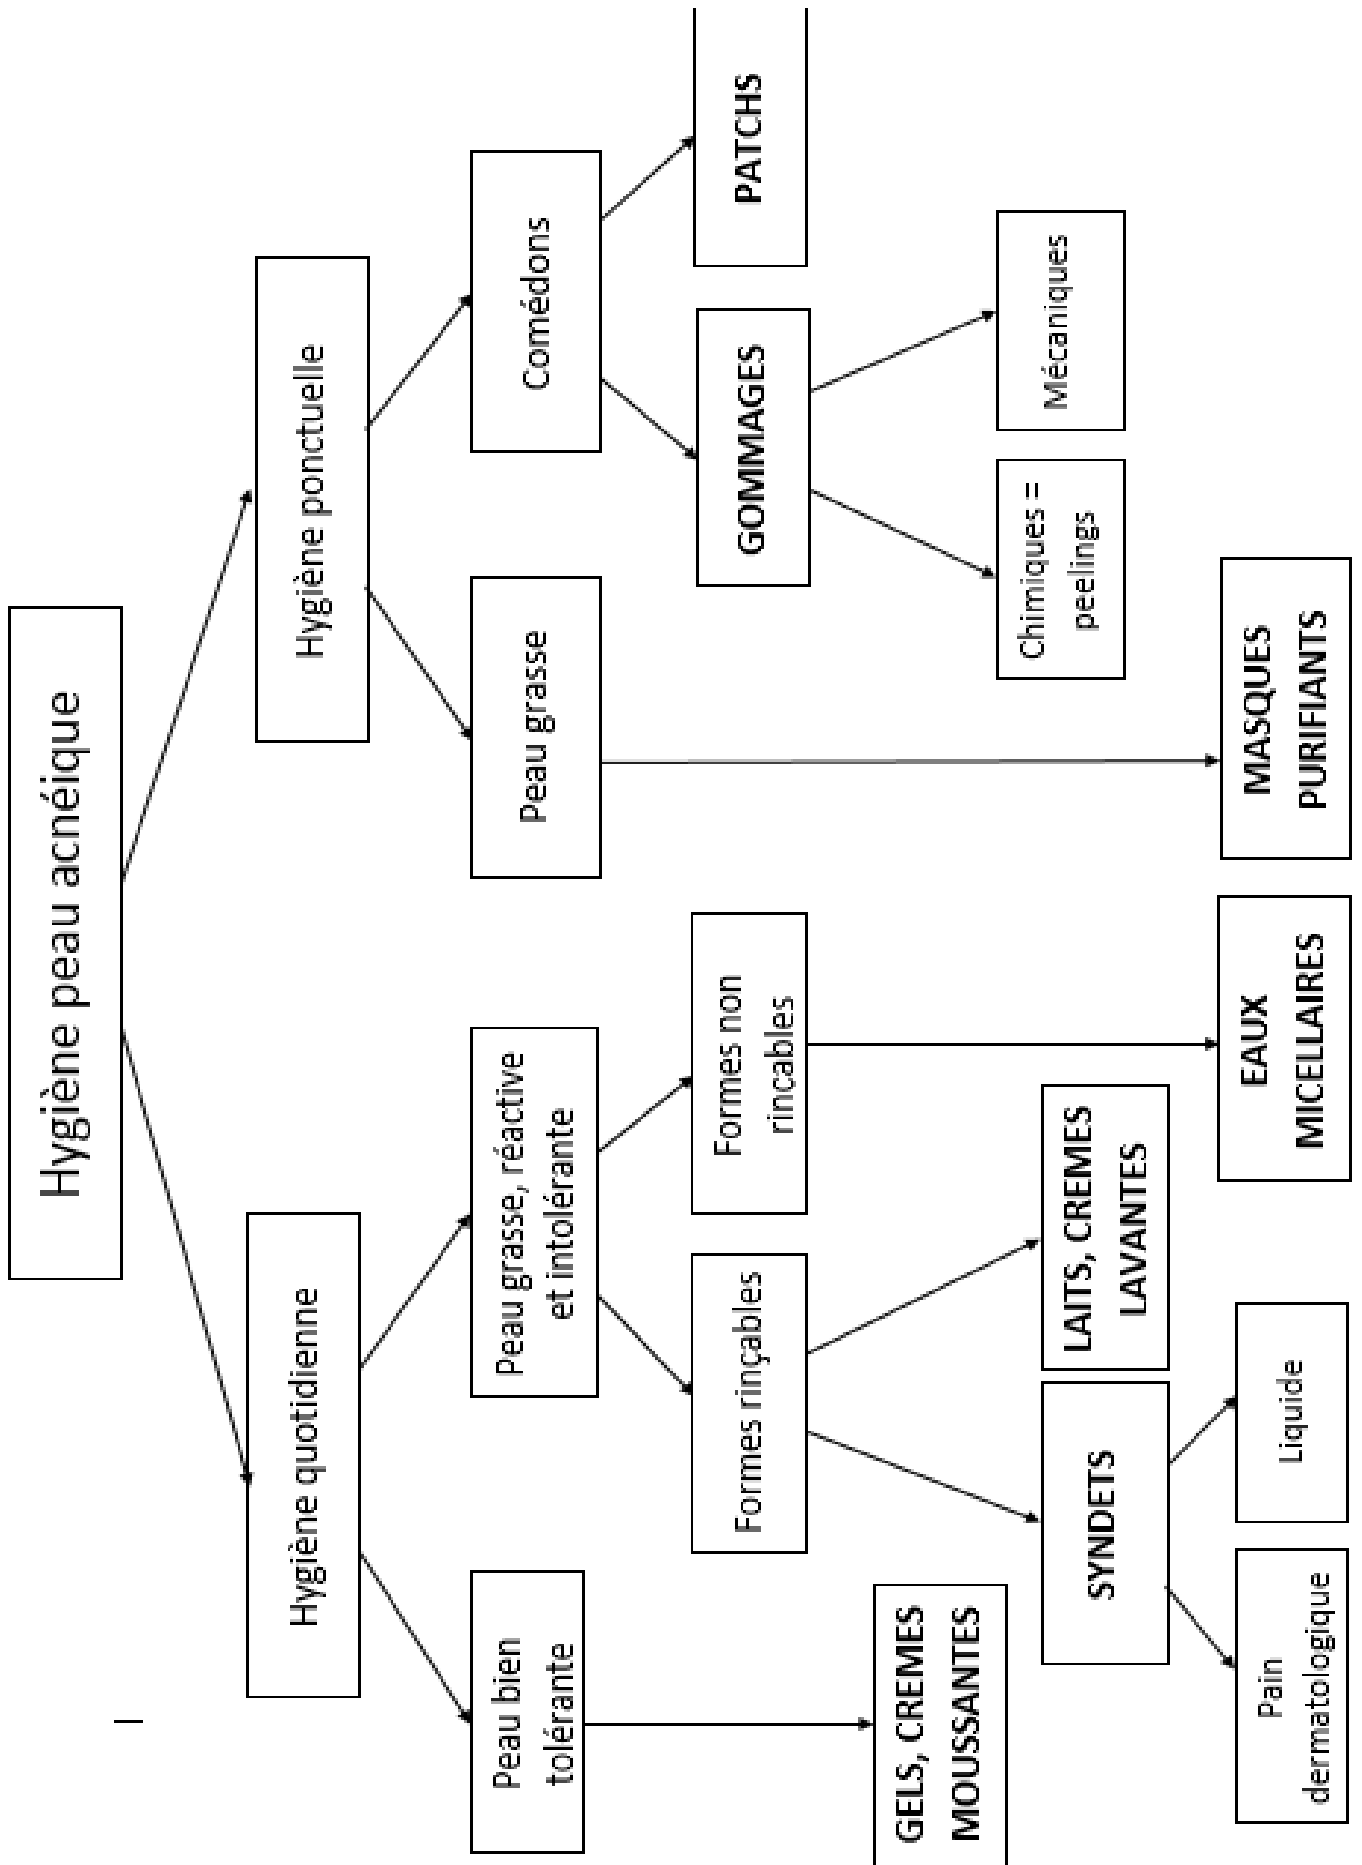 Hygiène peau acnéique
Hygiène quotidienne
Hygiène ponctuelle
Peau bien
tolérante
Peau grasse, réactive
et intolérante
Peau grasse
Comédons
Formes rinçables
Formes non
rincables
GOMMAGES
PATCHS
GELS, CREMES
MOUSSANTES
SYNDETS
LAITS, CREMES
LAVANTES
Chimiques =
peelings
Mécaniques
Pain
dermatologique
Liquide
EAUX
MICELLAIRES
MASQUES
PURIFIANTS